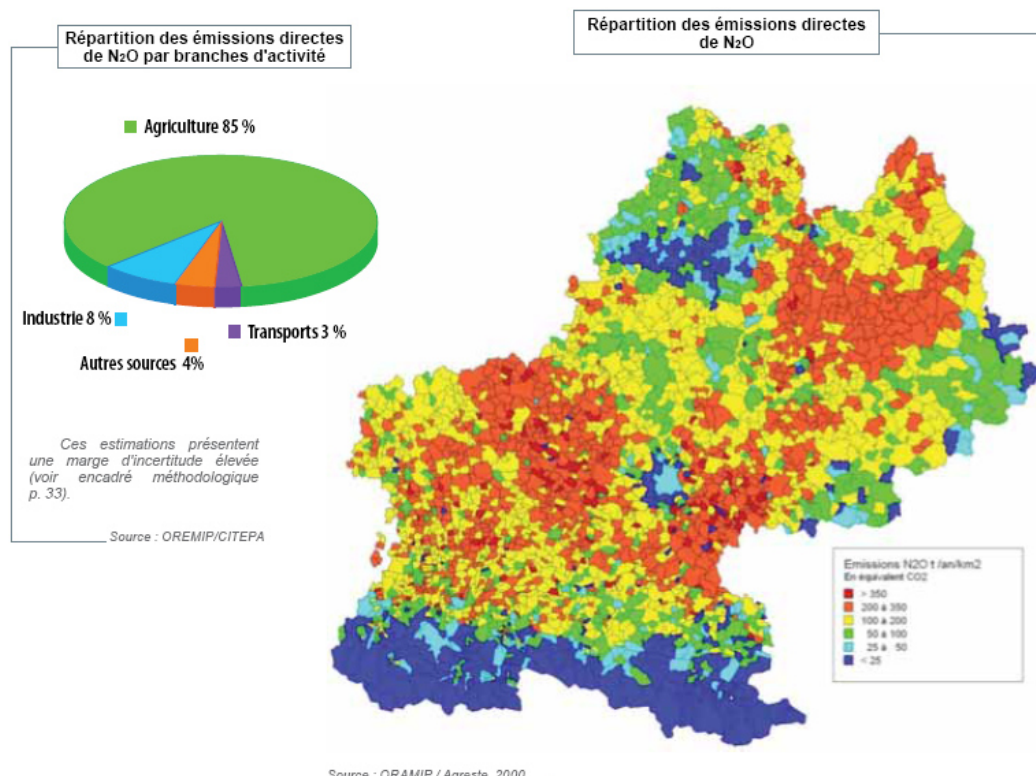 Répartition des émissions directes
de N2O par branches d'activité
Agriculture 85 %
Industrie 8 %
Autres sources 4%
Transports 3 %
Ces estimations présentent
une marge d'incertitude élevée
(voir encadré méthodologique
p. 33).
Source : OREMIP/CITEPA
Répartition des émissions directes
de N2O
Emissions N2O t /an/km2
En équivalent CO2
> 350
200 à 350
100 à 200
50 à 100
25 à 50
< 25
Source : ORAMIP / Agreste, 2000